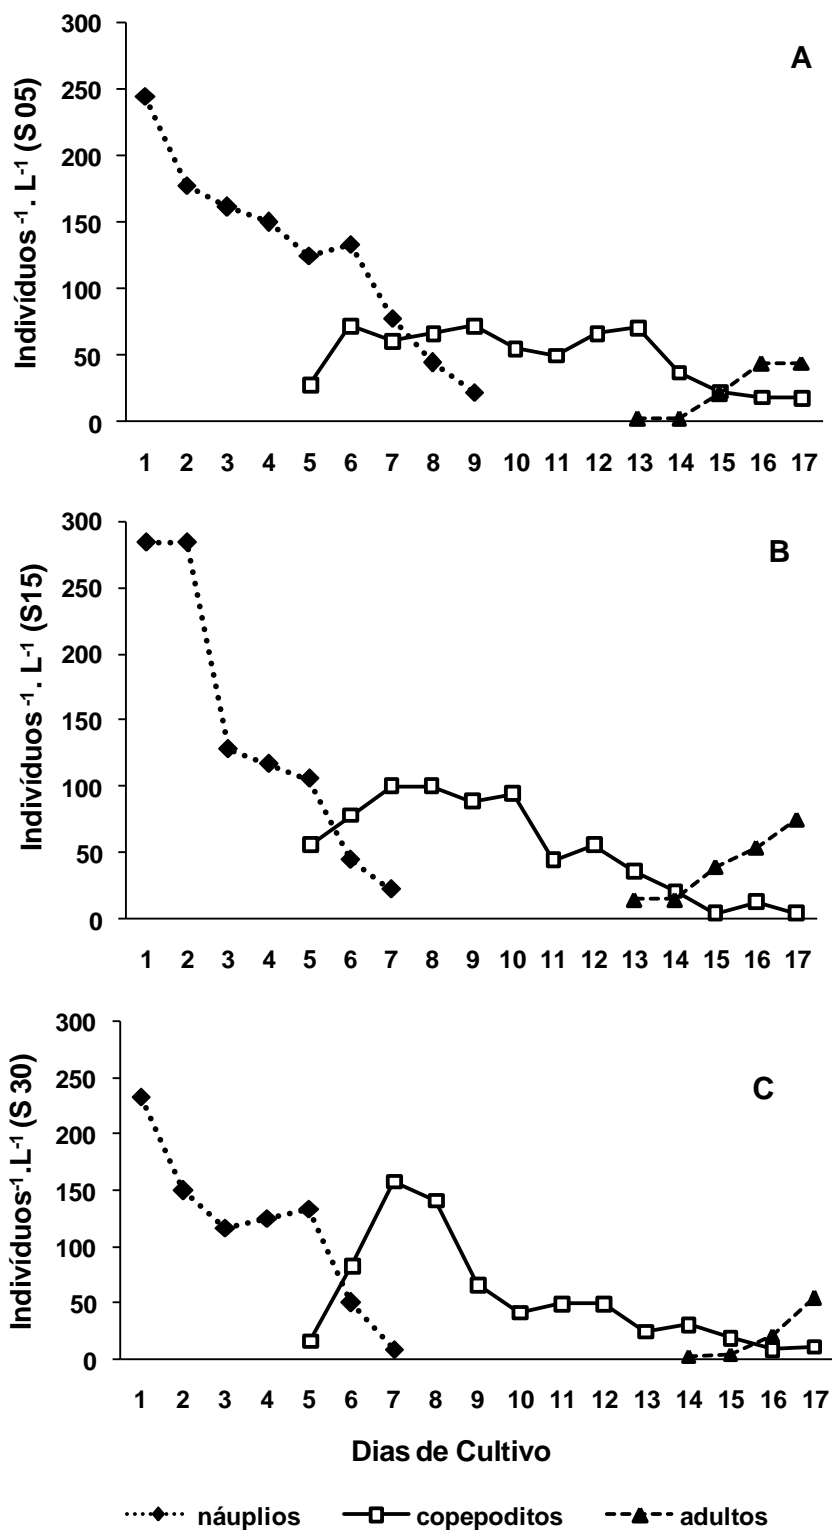 300
250
200
150
100
50
0
Indivíduos⁻¹. L⁻¹ (S 05)
A
1 2 3 4 5 6 7 8 9 10 11 12 13 14 15 16 17
300
250
200
150
100
50
0
Indivíduos⁻¹. L⁻¹ (S15)
B
1 2 3 4 5 6 7 8 9 10 11 12 13 14 15 16 17
300
250
200
150
100
50
0
Indivíduos⁻¹.L⁻¹ (S 30)
C
1 2 3 4 5 6 7 8 9 10 11 12 13 14 15 16 17
Dias de Cultivo
náuplios copepoditos adultos